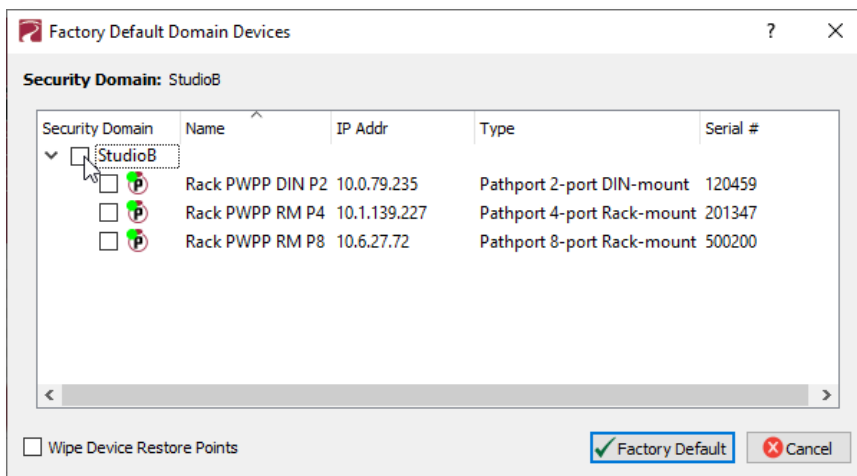 Factory Default Domain Devices ?
Security Domain: StudioB
Security Domain Name IP Addr Type Serial #
StudioB
P Rack PWPP DIN P2 10.0.79.235 Pathport 2-port DIN-mount 120459
P Rack PWPP RM P4 10.1.139.227 Pathport 4-port Rack-mount 201347
P Rack PWPP RM P8 10.6.27.72 Pathport 8-port Rack-mount 500200
Wipe Device Restore Points Factory Default Cancel